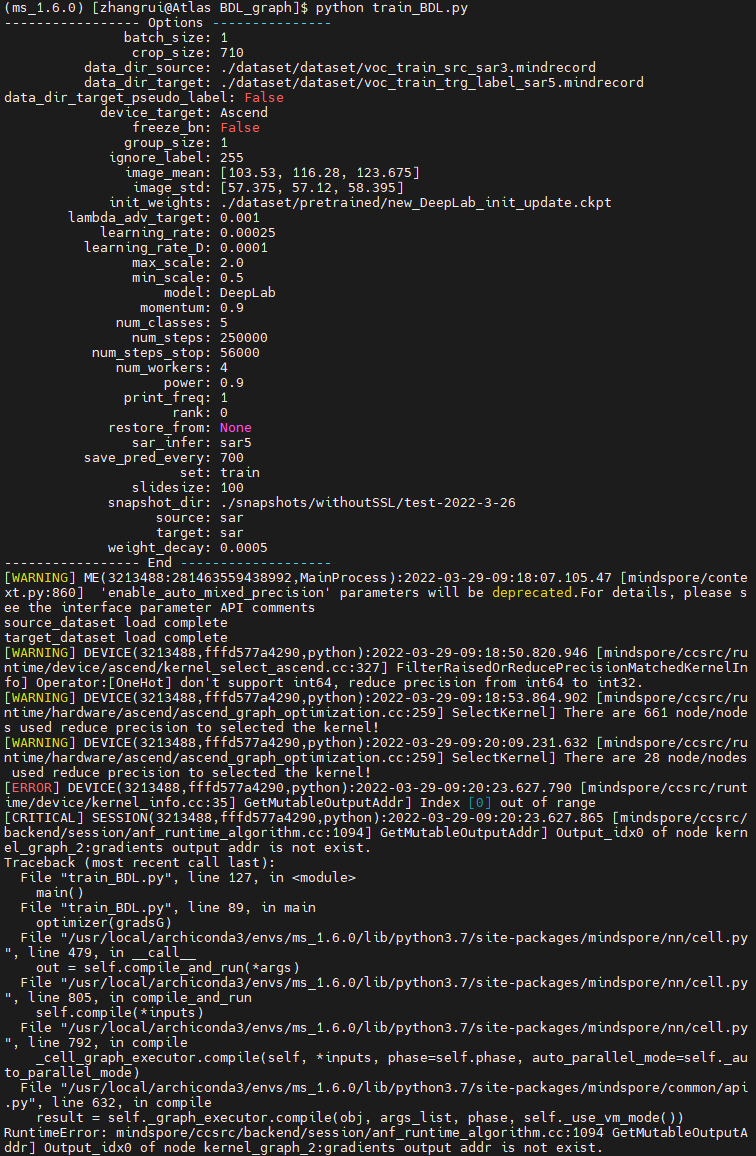 (ms_1.6.0) [zhangrui@Atlas BDL_graph]$ python train_BDL.py
----------------- Options ---------------
batch_size: 1
crop_size: 710
data_dir_source: ./dataset/dataset/voc_train_src_sar3.mindrecord
data_dir_target: ./dataset/dataset/voc_train_trg_label_sar5.mindrecord
data_dir_target_pseudo_label: False
device_target: Ascend
freeze_bn: False
group_size: 1
ignore_label: 255
image_mean: [103.53, 116.28, 123.675]
image_std: [57.375, 57.12, 58.395]
init_weights: ./dataset/pretrained/new_DeepLab_init_update.ckpt
lambda_adv_target: 0.001
learning_rate: 0.00025
learning_rate_D: 0.0001
max_scale: 2.0
min_scale: 0.5
model: DeepLab
momentum: 0.9
num_classes: 5
num_steps: 250000
num_steps_stop: 56000
num_workers: 4
power: 0.9
print_freq: 1
rank: 0
restore_from: None
sar_infer: sar5
save_pred_every: 700
set: train
slidesize: 100
snapshot_dir: ./snapshots/withoutSSL/test-2022-3-26
source: sar
target: sar
weight_decay: 0.0005
----------------- End -------------------
[WARNING] ME(3213488:281463559438992,MainProcess):2022-03-29-09:18:07.105.47 [mindspore/conte
xt.py:860]  'enable_auto_mixed_precision' parameters will be deprecated.For details, please s
ee the interface parameter API comments
source_dataset load complete
target_dataset load complete
[WARNING] DEVICE(3213488,fffd577a4290,python):2022-03-29-09:18:50.820.946 [mindspore/ccsrc/ru
ntime/device/ascend/kernel_select_ascend.cc:327] FilterRaisedOrReducePrecisionMatchedKernelIn
fo] Operator:[OneHot] don't support int64, reduce precision from int64 to int32.
[WARNING] DEVICE(3213488,fffd577a4290,python):2022-03-29-09:18:53.864.902 [mindspore/ccsrc/ru
ntime/hardware/ascend/ascend_graph_optimization.cc:259] SelectKernel] There are 661 node/node
s used reduce precision to selected the kernel!
[WARNING] DEVICE(3213488,fffd577a4290,python):2022-03-29-09:20:09.231.632 [mindspore/ccsrc/ru
ntime/hardware/ascend/ascend_graph_optimization.cc:259] SelectKernel] There are 28 node/nodes
 used reduce precision to selected the kernel!
[ERROR] DEVICE(3213488,fffd577a4290,python):2022-03-29-09:20:23.627.790 [mindspore/ccsrc/runt
ime/device/kernel_info.cc:35] GetMutableOutputAddr] Index [0] out of range
[CRITICAL] SESSION(3213488,fffd577a4290,python):2022-03-29-09:20:23.627.865 [mindspore/ccsrc/
backend/session/anf_runtime_algorithm.cc:1094] GetMutableOutputAddr] Output_idx0 of node kern
el_graph_2:gradients output addr is not exist.
Traceback (most recent call last):
  File "train_BDL.py", line 127, in <module>
    main()
  File "train_BDL.py", line 89, in main
    optimizer(gradsG)
  File "/usr/local/archiconda3/envs/ms_1.6.0/lib/python3.7/site-packages/mindspore/nn/cell.py
", line 479, in __call__
    out = self.compile_and_run(*args)
  File "/usr/local/archiconda3/envs/ms_1.6.0/lib/python3.7/site-packages/mindspore/nn/cell.py
", line 805, in compile_and_run
    self.compile(*inputs)
  File "/usr/local/archiconda3/envs/ms_1.6.0/lib/python3.7/site-packages/mindspore/nn/cell.py
", line 792, in compile
    _cell_graph_executor.compile(self, *inputs, phase=self.phase, auto_parallel_mode=self._au
to_parallel_mode)
  File "/usr/local/archiconda3/envs/ms_1.6.0/lib/python3.7/site-packages/mindspore/common/api
.py", line 632, in compile
    result = self._graph_executor.compile(obj, args_list, phase, self._use_vm_mode())
RuntimeError: mindspore/ccsrc/backend/session/anf_runtime_algorithm.cc:1094 GetMutableOutputA
ddr] Output_idx0 of node kernel_graph_2:gradients output addr is not exist.